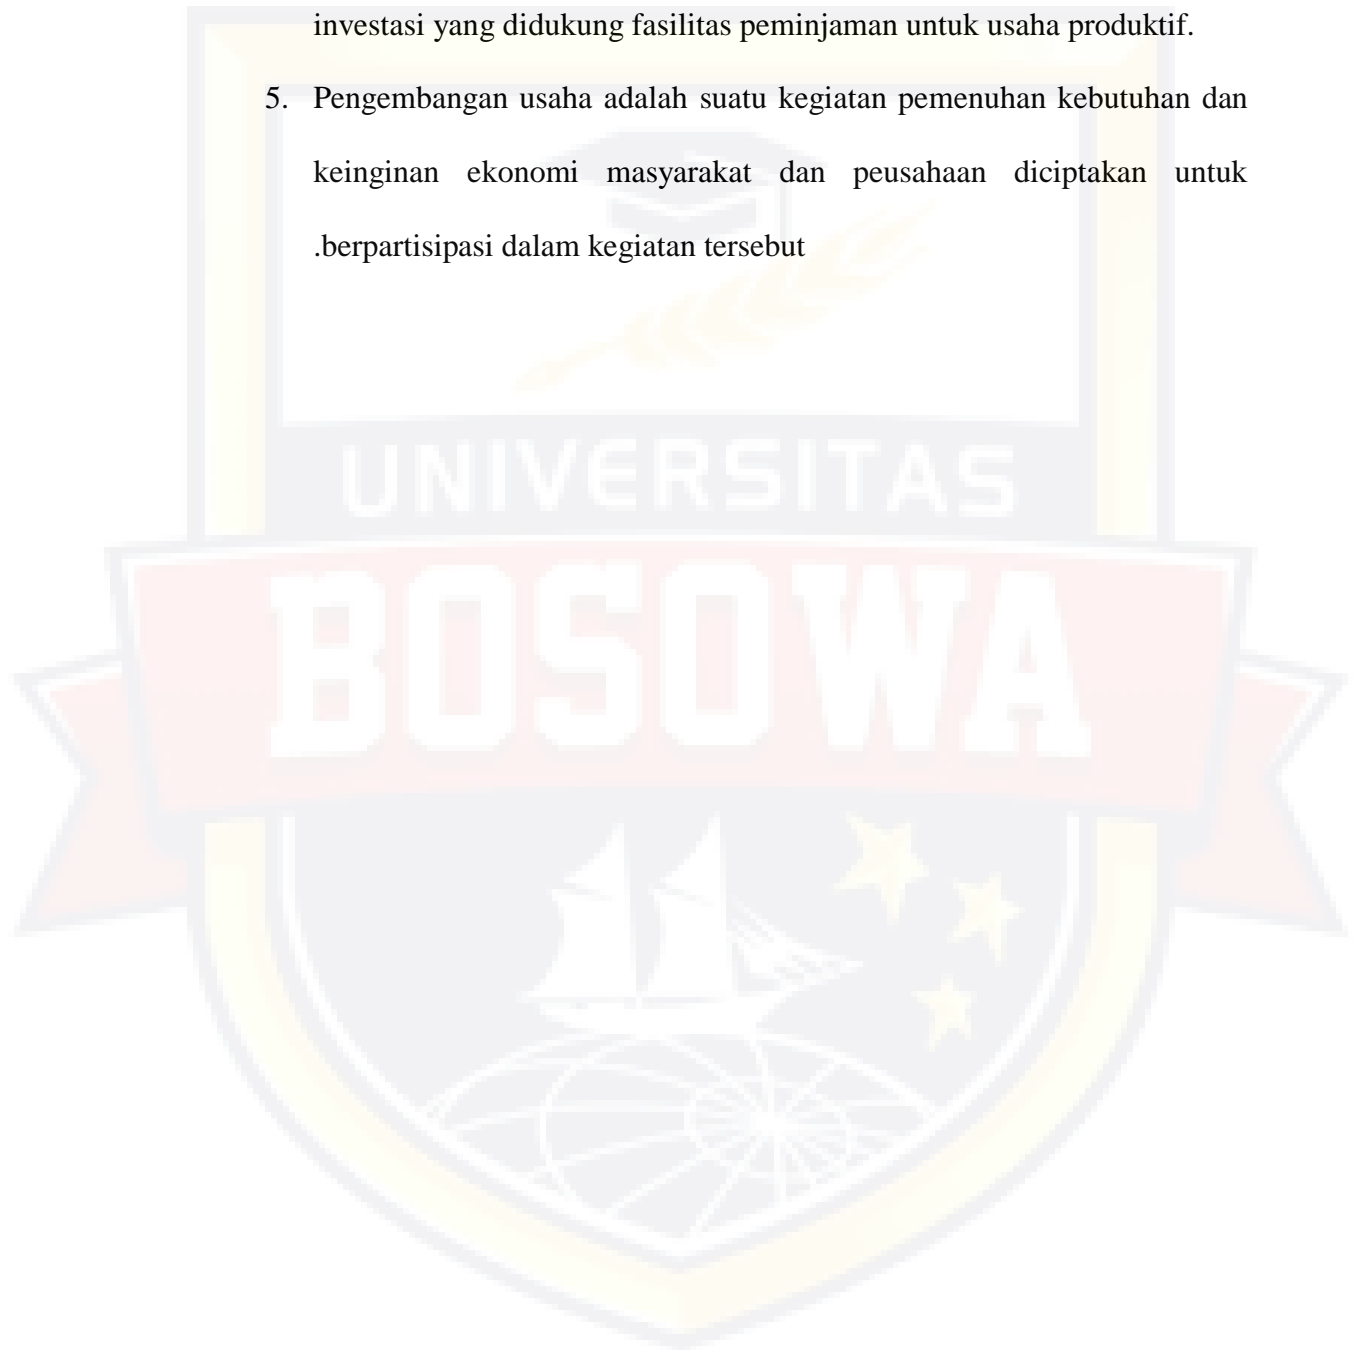 investasi yang didukung fasilitas peminjaman untuk usaha produktif.
5. Pengembangan usaha adalah suatu kegiatan pemenuhan kebutuhan dan
keinginan ekonomi masyarakat dan peusahaan diciptakan untuk
.berpartisipasi dalam kegiatan tersebut
UNIVERSITAS
BOSOWA